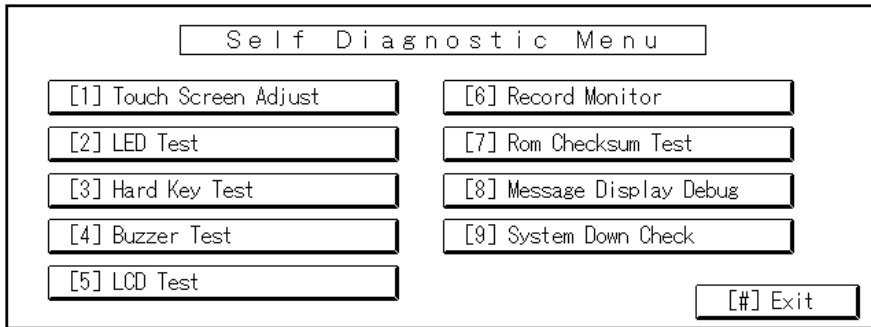 Self Diagnostic Menu
[1] Touch Screen Adjust
[2] LED Test
[3] Hard Key Test
[4] Buzzer Test
[5] LCD Test
[6] Record Monitor
[7] Rom Checksum Test
[8] Message Display Debug
[9] System Down Check
[#] Exit